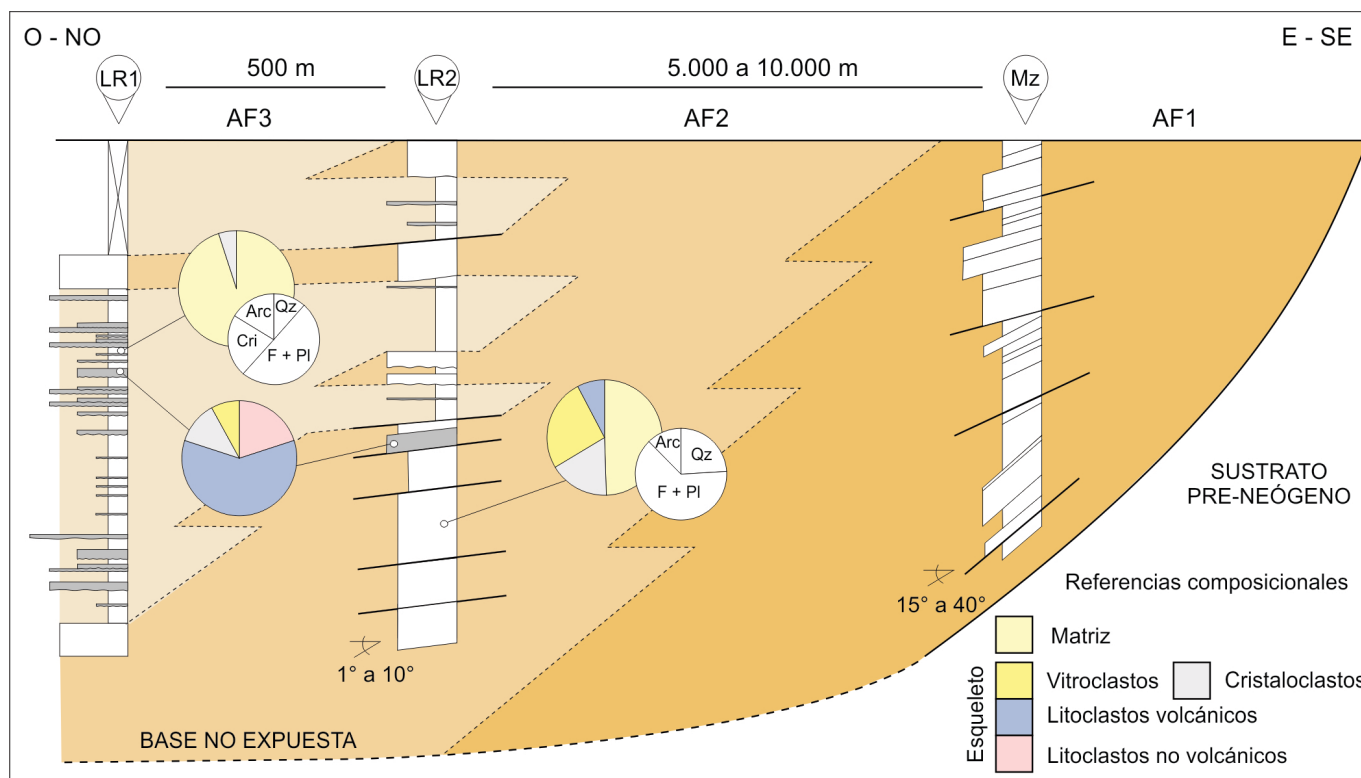 O - NO
E - SE
LR1
500 m
LR2
5.000 a 10.000 m
Mz
AF3
AF2
AF1
Arc
Qz
Cri
F + Pl
Arc
Qz
F + Pl
SUSTRATO
PRE-NEÓGENO
15° a 40°
1° a 10°
BASE NO EXPUESTA
Referencias composicionales
Matriz
Esqueleto
Vitroclastos
Cristaloclastos
Litoclastos volcánicos
Litoclastos no volcánicos